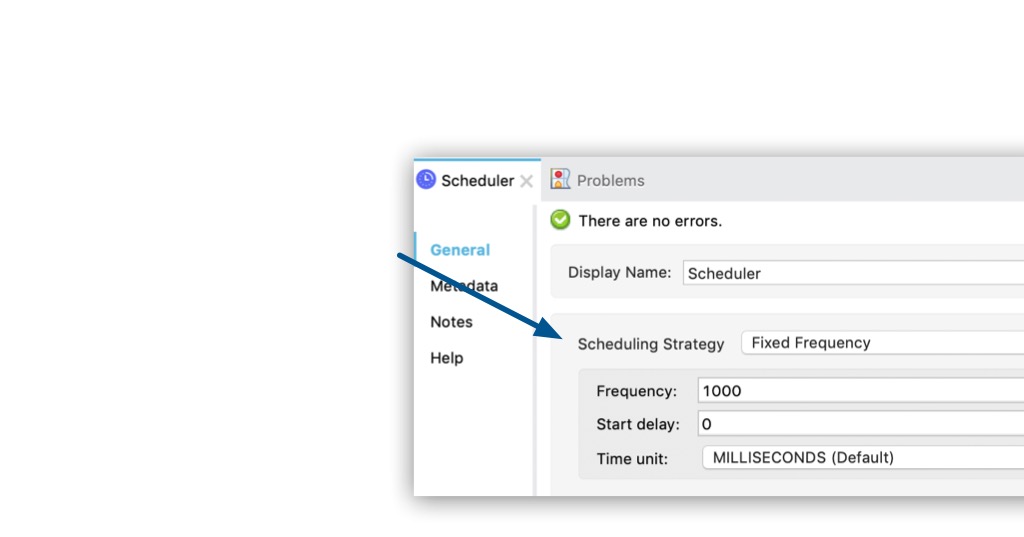 Scheduler
Problems
There are no errors.
General
Metadata
Notes
Help
Display Name: Scheduler
Scheduling Strategy Fixed Frequency
Frequency: 1000
Start delay: 0
Time unit: MILLISECONDS (Default)